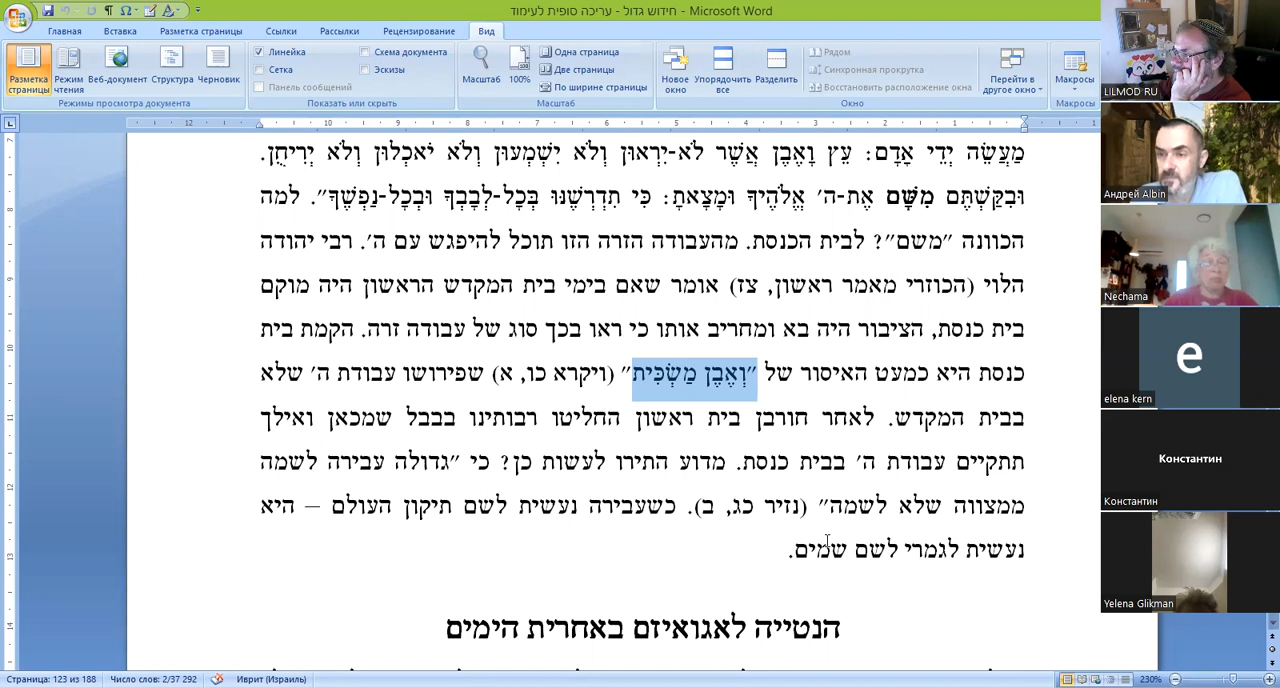 חידוש גדול - עריכה סופית לעימוד - Microsoft Word
Главная Вставка Разметка страницы Ссылки Рассылки Рецензирование Вид
Разметка страницы
Режим чтения
Веб-документ
Структура
Черновик
Режимы просмотра документа
Линейка
Сетка
Панель сообщений
Схема документа
Эскизы
Показать или скрыть
Масштаб
100%
Одна страница
Две страницы
По ширине страницы
Масштаб
Новое окно
Упорядочить все
Разделить
Рядом
Синхронная прокрутка
Восстановить расположение окна
Перейти в другое окно
Окно
Макросы
Макросы
מַעֲשֵׂה יְדֵי אָדָם: עֵץ וָאֶבֶן אֲשֶׁר לֹא-יִרְאוּן וְלֹא יִשְׁמְעוּן וְלֹא יֹאכְלוּן וְלֹא יְרִיחֻן.
וּבִקַּשְׁתֶּם מִשָּׁם אֶת-ה' אֱלֹהֶיךָ וּמָצָאתָ: כִּי תִדְרְשֶׁנּוּ בְּכָל-לְבָבְךָ וּבְכָל-נַפְשֶׁךָ". למה
הכוונה "משם"? לבית הכנסת. מהעבודה הזרה הזו תוכל להיפגש עם ה'. רבי יהודה
הלוי (הכוזרי מאמר ראשון, צז) אומר שאם בימי בית המקדש הראשון היה מוקם
בית כנסת, הציבור היה בא ומחריב אותו כי ראו בכך סוג של עבודה זרה. הקמת בית
כנסת היא כמעט האיסור של "וְאֶבֶן מַשְׂכִּית" (ויקרא כו, א) שפירושו עבודת ה' שלא
בבית המקדש. לאחר חורבן בית ראשון החליטו רבותינו בבבל שמכאן ואילך
תתקיים עבודת ה' בבית כנסת. מדוע התירו לעשות כן? כי "גדולה עבירה לשמה
ממצווה שלא לשמה" (נזיר כג, ב). כשעבירה נעשית לשם תיקון העולם – היא
נעשית לגמרי לשם שמים.
הנטייה לאגואיזם באחרית הימים
LILMOD RU
Андрей Albin
Nechama
e
elena kern
Константин
Константин
Yelena Glikman
Страница: 123 из 188 Число слов: 2/37 292 Иврит (Израиль) 230%